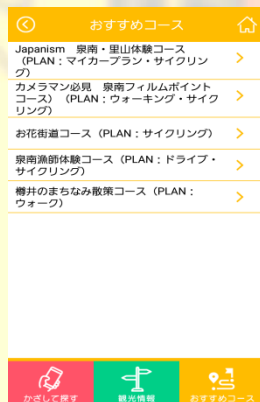 おすすめコース
Japanism　泉南・里山体験コース
（PLAN：マイカープラン・サイクリン
グ）
カメラマン必見　泉南フィルムポイント
コース）（PLAN：ウォーキング・サイク
リング）
お花街道コース（PLAN：サイクリング）
泉南漁師体験コース（PLAN：ドライブ・
サイクリング）
樽井のまちなみ散策コース（PLAN：
ウォーク）
かざして探す
観光情報
おすすめコース